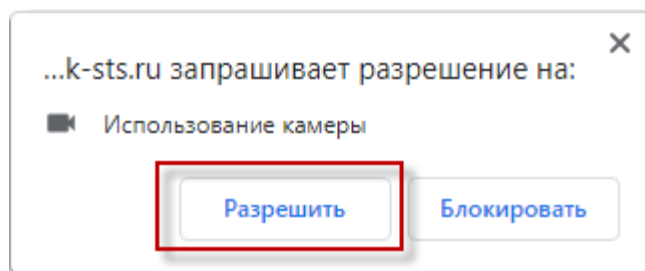 ...k-sts.ru запрашивает разрешение на:
Использование камеры
Разрешить Блокировать